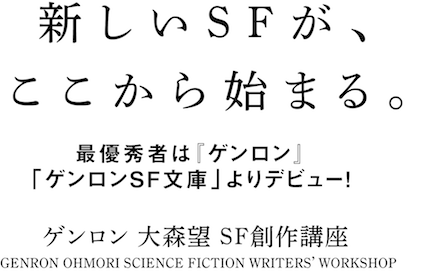 新しいSFが、
ここから始まる。
最優秀者は『ゲンロン』
「ゲンロンSF文庫」よりデビュー!
ゲンロン 大森望 SF創作講座
GENRON OHMORI SCIENCE FICTION WRITERS' WORKSHOP